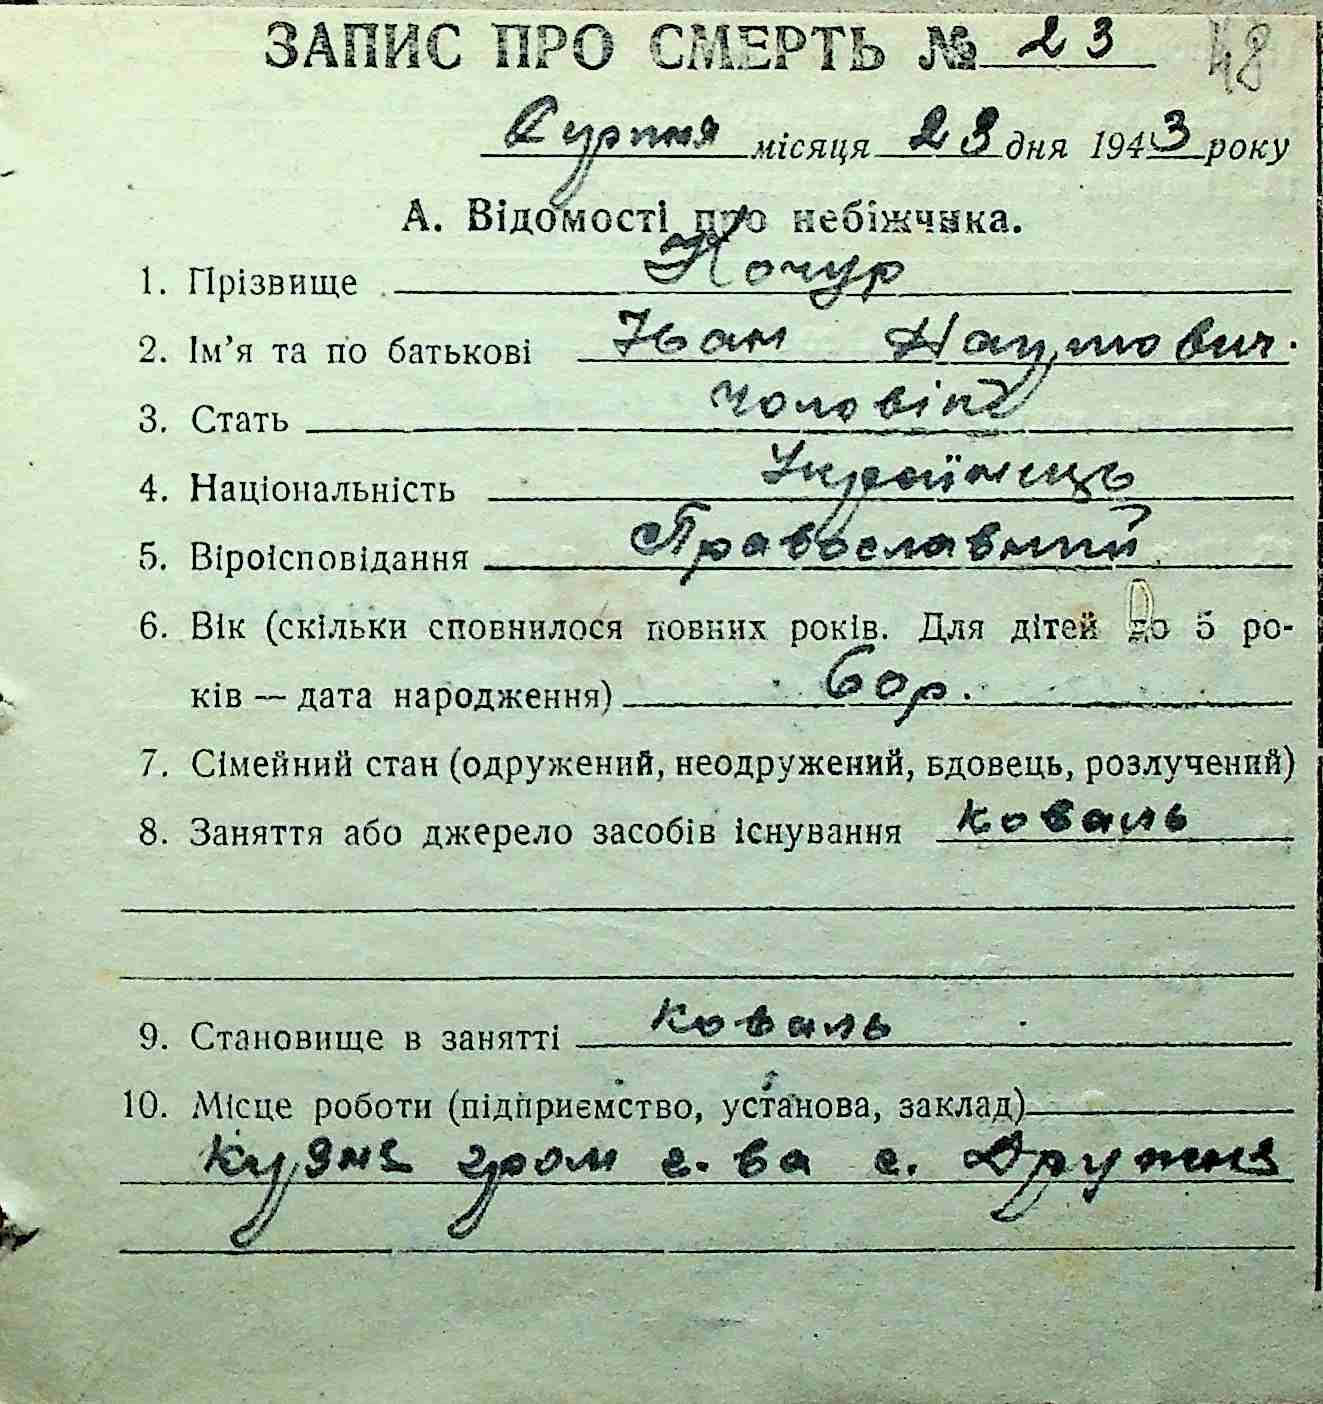 ЗАПИС ПРО СМЕРТЬ № 23 48
Серпня місяця 23 дня 1943 року
А. Відомості про небіжчика.
1. Прізвище Кочур
2. Ім’я та по батькові Іван Наумович.
3. Стать чоловіча
4. Національність Українець
5. Віроісповідання Православний
6. Вік (скільки сповнилося повних років. Для дітей до 5 ро-
ків — дата народження) 60 р.
7. Сімейний стан (одружений, неодружений, вдовець, розлучений)
8. Заняття або джерело засобів існування коваль
9. Становище в занятті коваль
10. Місце роботи (підприємство, установа, заклад)
кузня гром г. ва с. Дружня